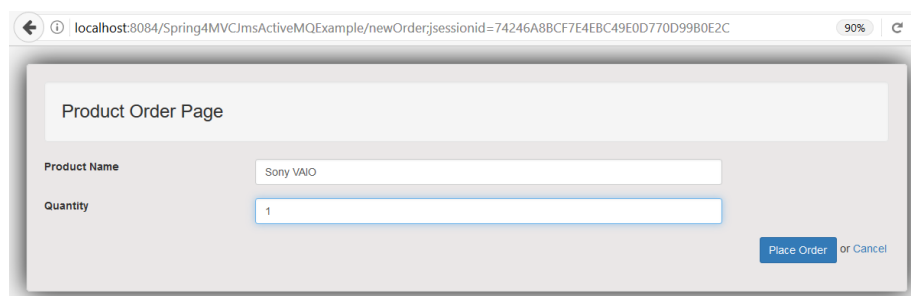 localhost:8084/Spring4MVCJmsActiveMQExample/newOrder;jsessionid=74246A8BCF7E4EBC49E0D770D99B0E2C 90%
Product Order Page
Product Name Sony VAIO
Quantity 1
Place Order or Cancel